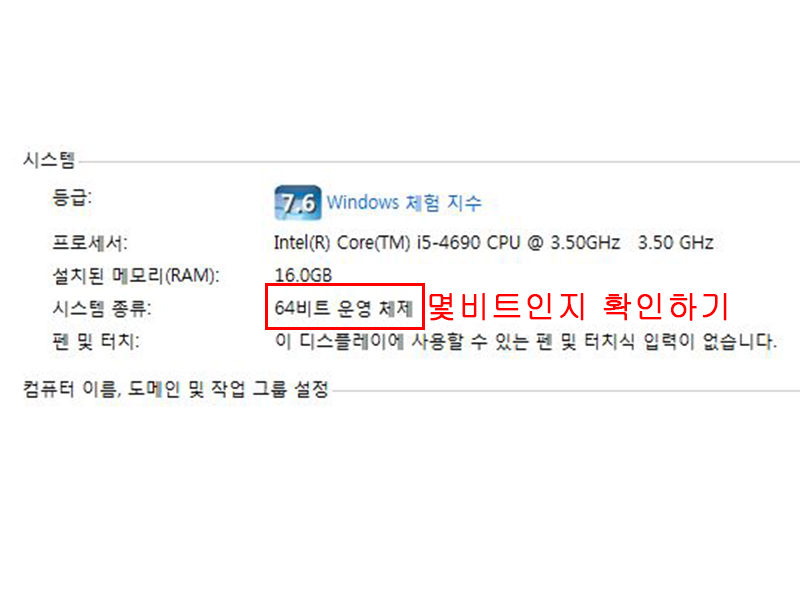 시스템
등급: 7.6 Windows 체험 지수
프로세서: Intel(R) Core(TM) i5-4690 CPU @ 3.50GHz 3.50 GHz
설치된 메모리(RAM): 16.0GB
시스템 종류: 64비트 운영 체제 몇비트인지 확인하기
펜 및 터치: 이 디스플레이에 사용할 수 있는 펜 및 터치식 입력이 없습니다.
컴퓨터 이름, 도메인 및 작업 그룹 설정